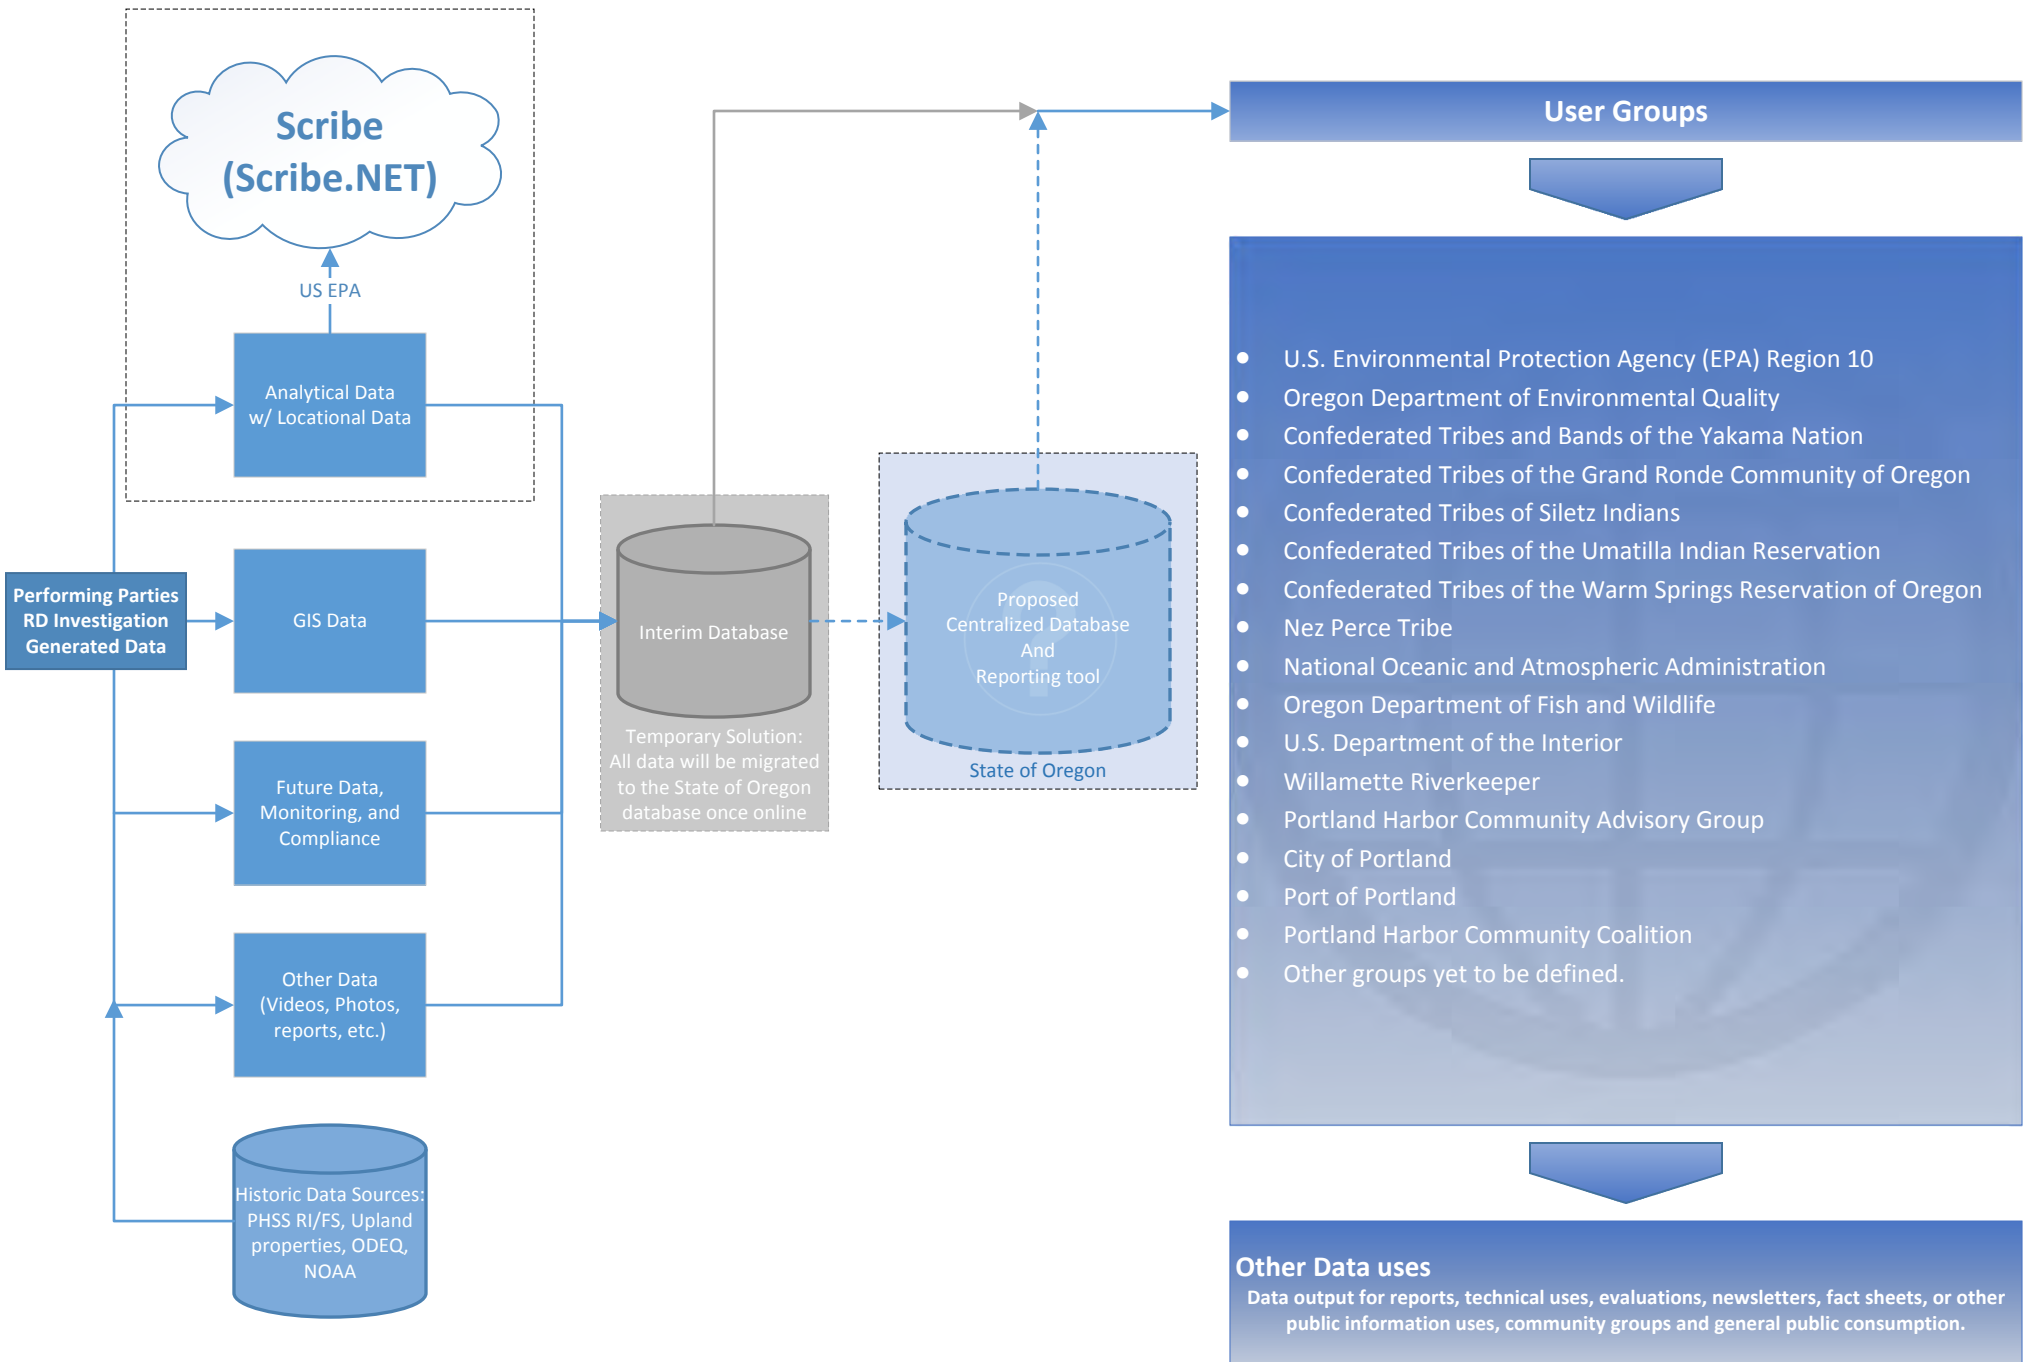 Scribe
(Scribe.NET)
US EPA
Analytical Data
w/ Locational Data
Performing Parties
RD Investigation
Generated Data
GIS Data
Future Data,
Monitoring, and
Compliance
Other Data
(Videos, Photos,
reports, etc.)
Historic Data Sources:
PHSS RI/FS, Upland
properties, ODEQ,
NOAA
Interim Database
Temporary Solution:
All data will be migrated
to the State of Oregon
database once online
?
Proposed
Centralized Database
And
Reporting tool
State of Oregon
User Groups
• U.S. Environmental Protection Agency (EPA) Region 10
• Oregon Department of Environmental Quality
• Confederated Tribes and Bands of the Yakama Nation
• Confederated Tribes of the Grand Ronde Community of Oregon
• Confederated Tribes of Siletz Indians
• Confederated Tribes of the Umatilla Indian Reservation
• Confederated Tribes of the Warm Springs Reservation of Oregon
• Nez Perce Tribe
• National Oceanic and Atmospheric Administration
• Oregon Department of Fish and Wildlife
• U.S. Department of the Interior
• Willamette Riverkeeper
• Portland Harbor Community Advisory Group
• City of Portland
• Port of Portland
• Portland Harbor Community Coalition
• Other groups yet to be defined.
Other Data uses
Data output for reports, technical uses, evaluations, newsletters, fact sheets, or other
public information uses, community groups and general public consumption.